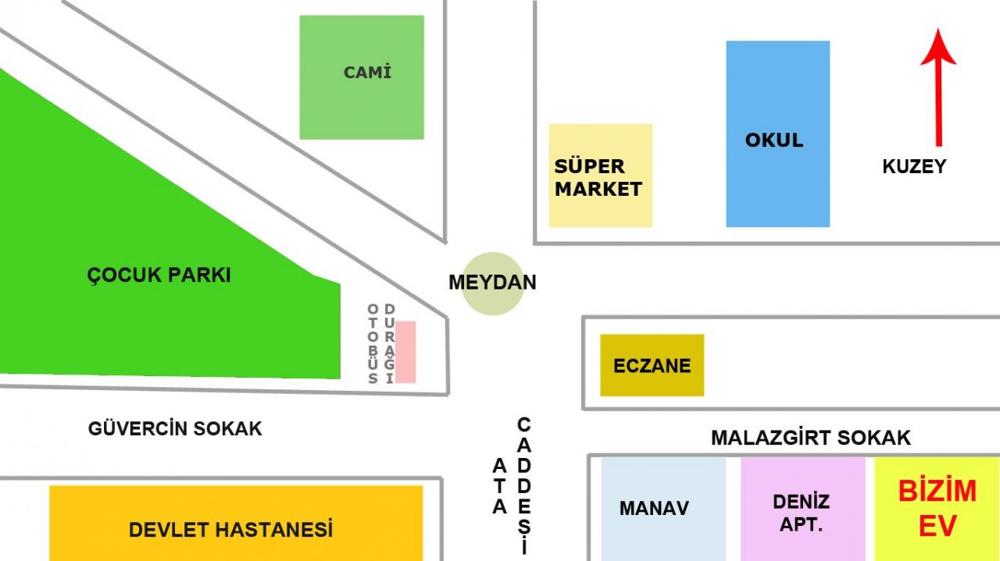 CAMİ
OKUL
SÜPER
MARKET
KUZEY
ÇOCUK PARKI
MEYDAN
OTOBÜS
DURAĞI
ECZANE
GÜVERCİN SOKAK
ATA
CADDESİ
MALAZGİRT SOKAK
DEVLET HASTANESİ
MANAV
DENİZ
APT.
BİZİM
EV